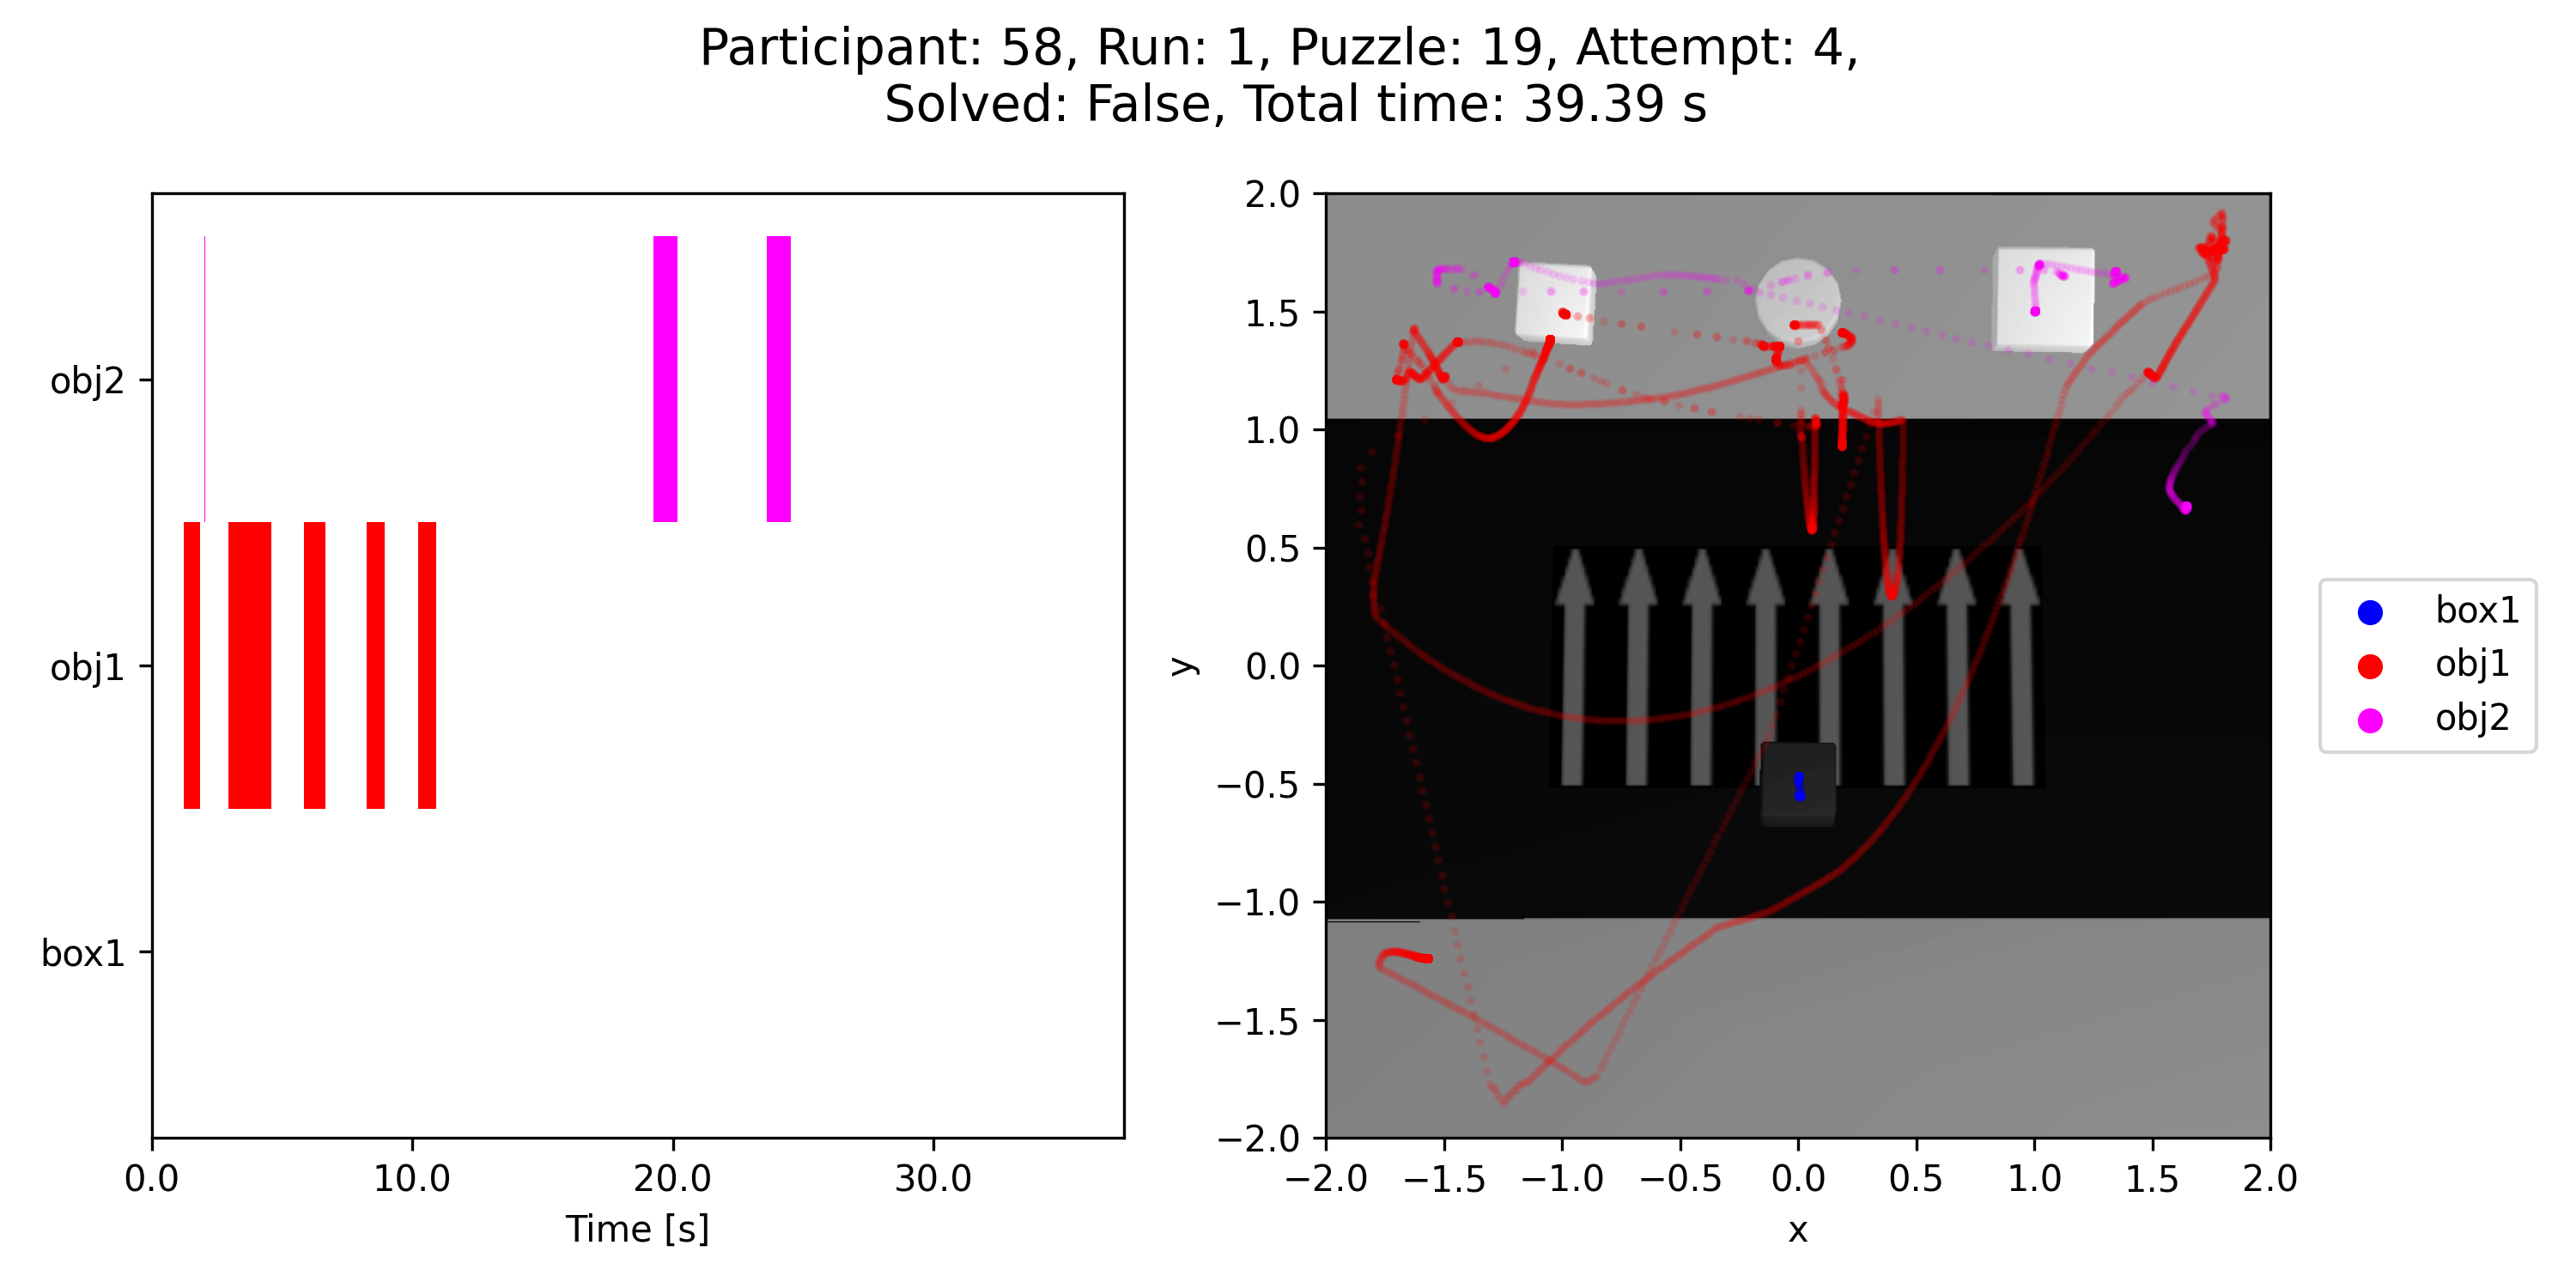 Participant: 58, Run: 1, Puzzle: 19, Attempt: 4,
Solved: False, Total time: 39.39 s
obj2
obj1
box1
0.0 10.0 20.0 30.0
Time [s]
2.0
1.5
1.0
0.5
0.0
−0.5
−1.0
−1.5
−2.0
y
−2.0 −1.5 −1.0 −0.5 0.0 0.5 1.0 1.5 2.0
x
box1
obj1
obj2